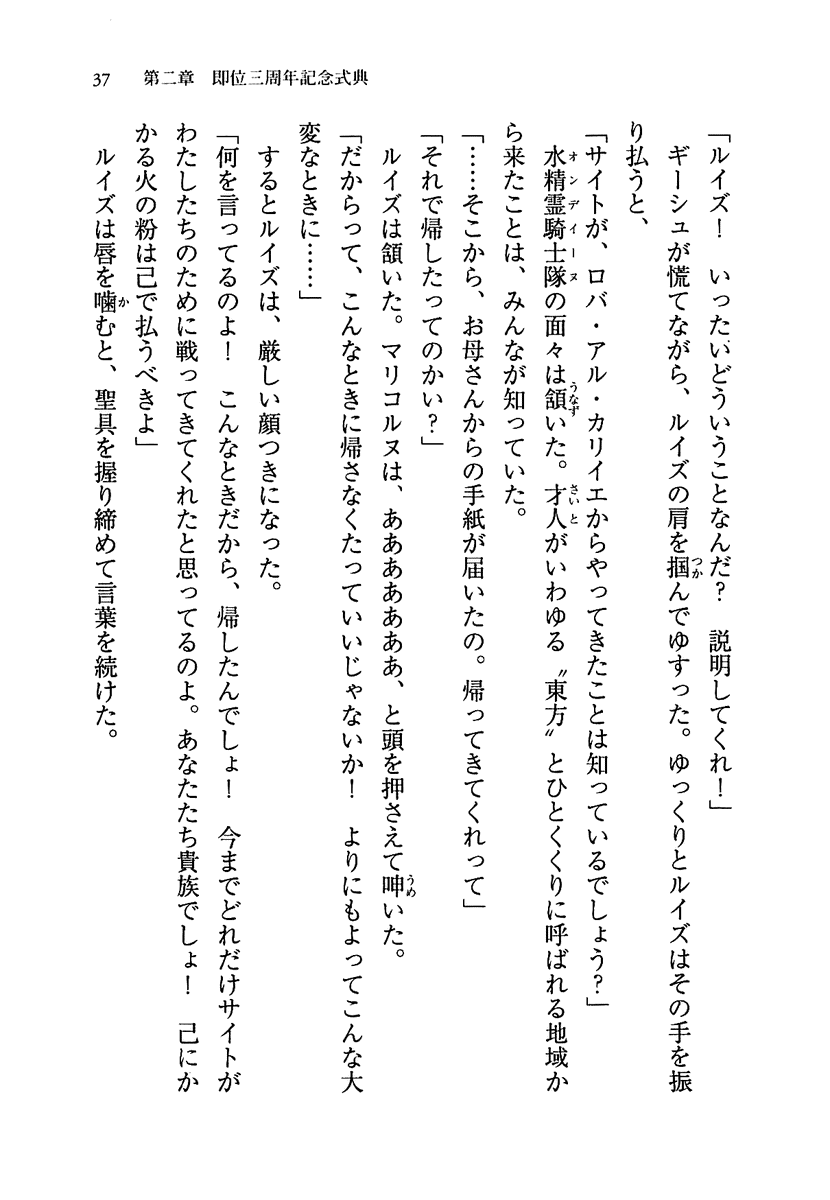 37　第二章　即位三周年記念式典
「ルイズ！　いったいどういうことなんだ？　説明してくれ！」
　ギーシュが慌てながら、ルイズの肩を掴んでゆすった。ゆっくりとルイズはその手を振
り払うと、
「サイトが、ロバ・アル・カリイエからやってきたことは知っているでしょう？」
　水精霊騎士隊の面々は頷いた。才人がいわゆる〝東方〟とひとくくりに呼ばれる地域か
ら来たことは、みんなが知っていた。
「……そこから、お母さんからの手紙が届いたの。帰ってきてくれって」
「それで帰したってのかい？」
　ルイズは頷いた。マリコルヌは、あああああああ、と頭を押さえて呻いた。
「だからって、こんなときに帰さなくたっていいじゃないか！　よりにもよってこんな大
変なときに……」
　するとルイズは、厳しい顔つきになった。
「何を言ってるのよ！　こんなときだから、帰したんでしょ！　今までどれだけサイトが
わたしたちのために戦ってきてくれたと思ってるのよ。あなたたち貴族でしょ！　己にか
かる火の粉は己で払うべきよ」
　ルイズは唇を噛むと、聖具を握り締めて言葉を続けた。